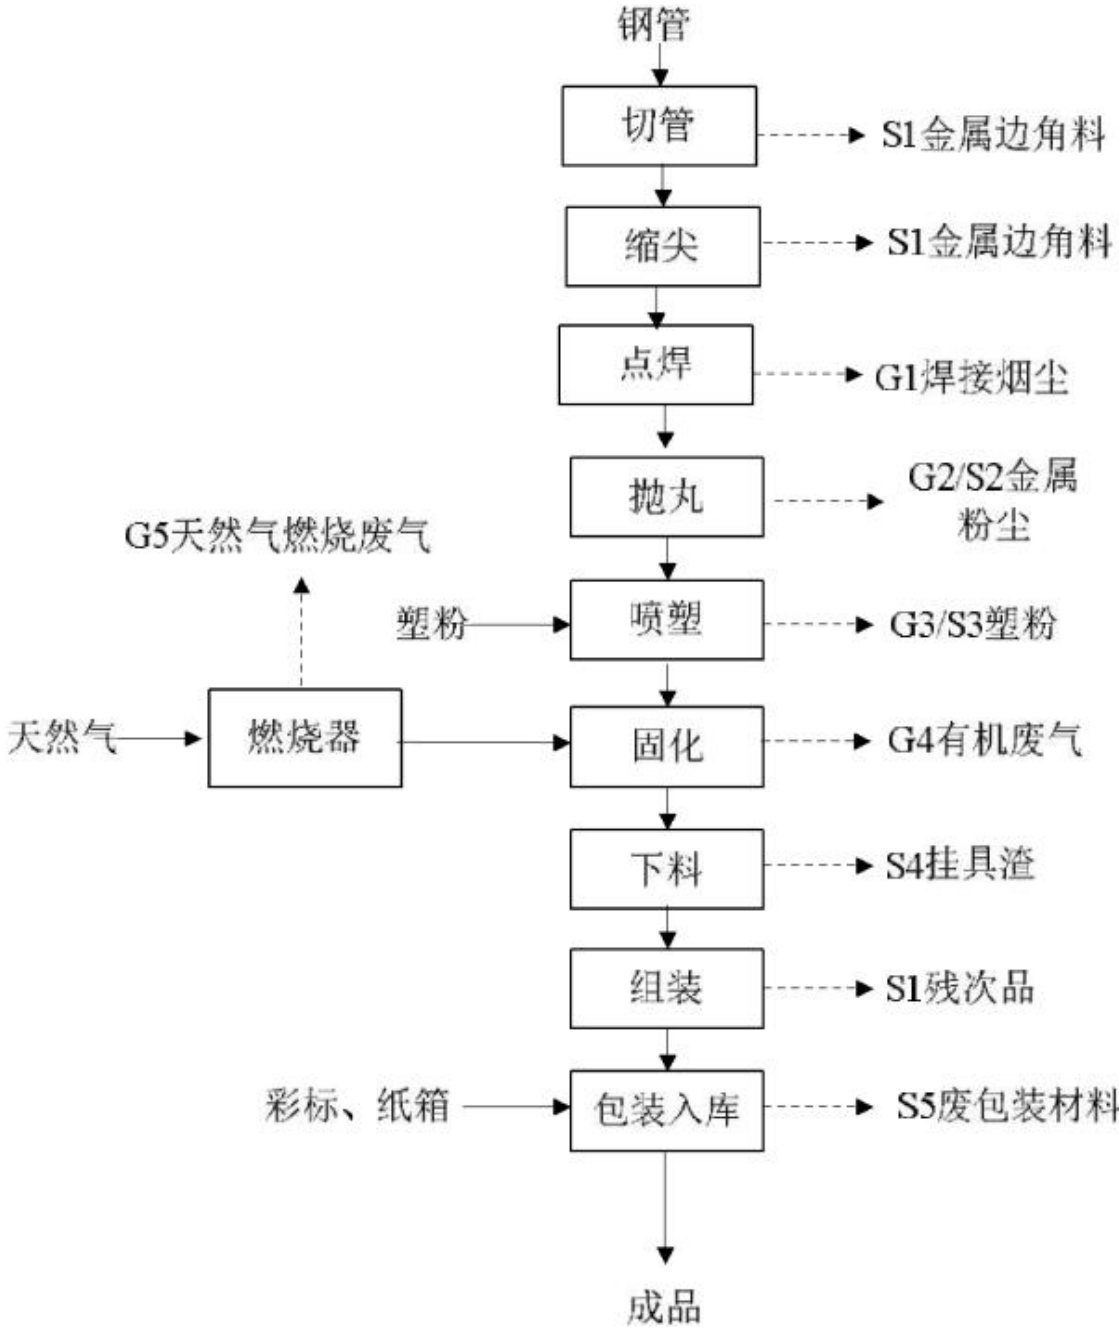 钢管
切管
S1金属边角料
缩尖
S1金属边角料
点焊
G1焊接烟尘
抛丸
G2/S2金属
粉尘
G5天然气燃烧废气
塑粉
喷塑
G3/S3塑粉
天然气
燃烧器
固化
G4有机废气
下料
S4挂具渣
组装
S1残次品
彩标、纸箱
包装入库
S5废包装材料
成品